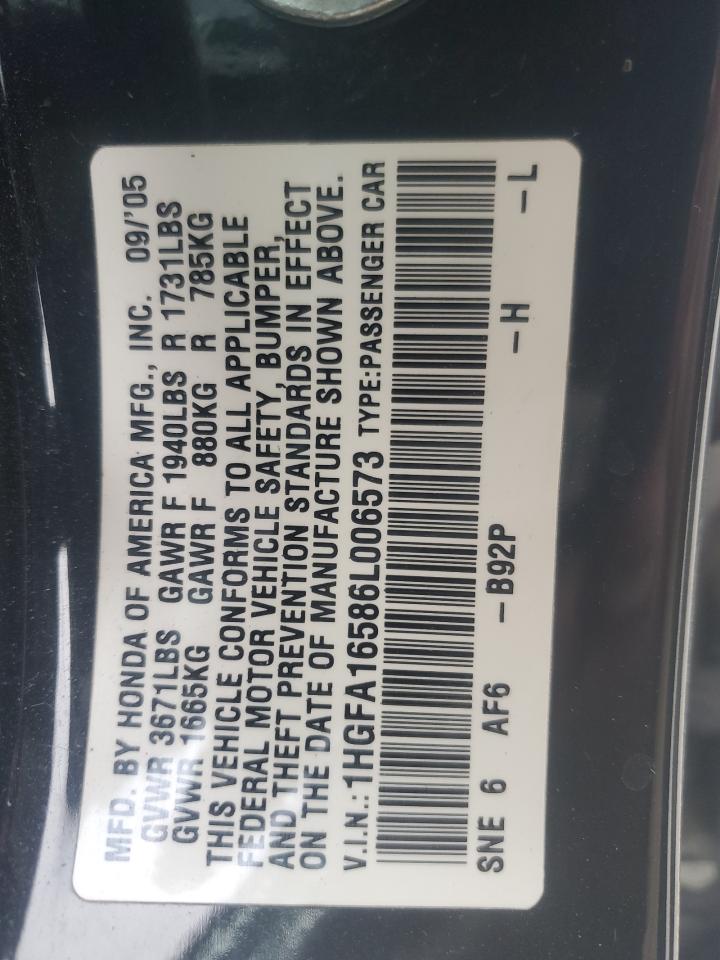 MFD. BY HONDA OF AMERICA MFG., INC. 09/'05
GVWR 3671LBS GAWR F 1940LBS R 1731LBS
GVWR 1665KG GAWR F 880KG R 785KG
THIS VEHICLE CONFORMS TO ALL APPLICABLE
FEDERAL MOTOR VEHICLE SAFETY, BUMPER,
AND THEFT PREVENTION STANDARDS IN EFFECT
ON THE DATE OF MANUFACTURE SHOWN ABOVE.
V.I.N.: 1HGFA16586L006573 TYPE:PASSENGER CAR
SNE 6 AF6 -B92P -H -L